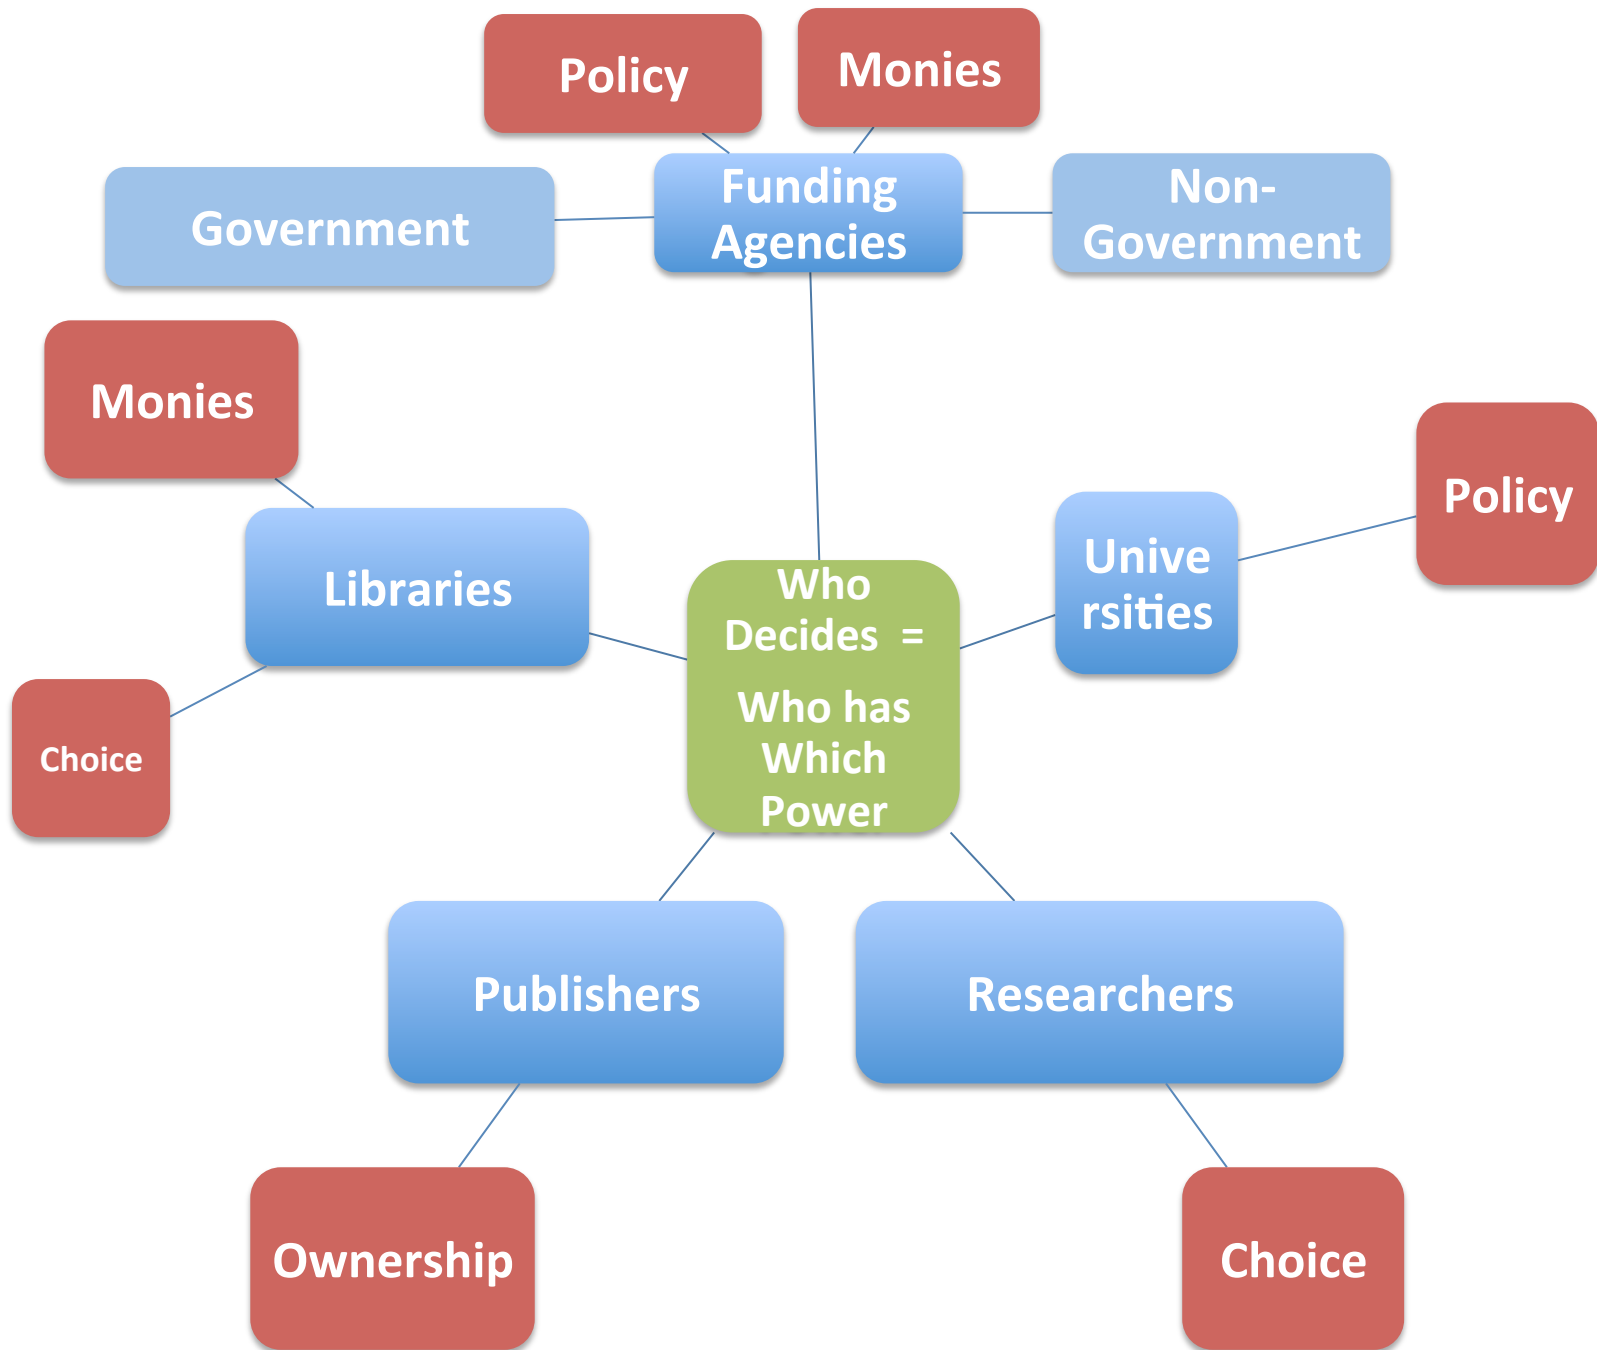 Policy
Monies
Government
Funding
Agencies
Non-
Government
Monies
Policy
Libraries
Unive
rsities
Who
Decides  =
Who has
Which
Power
Choice
Publishers
Researchers
Ownership
Choice